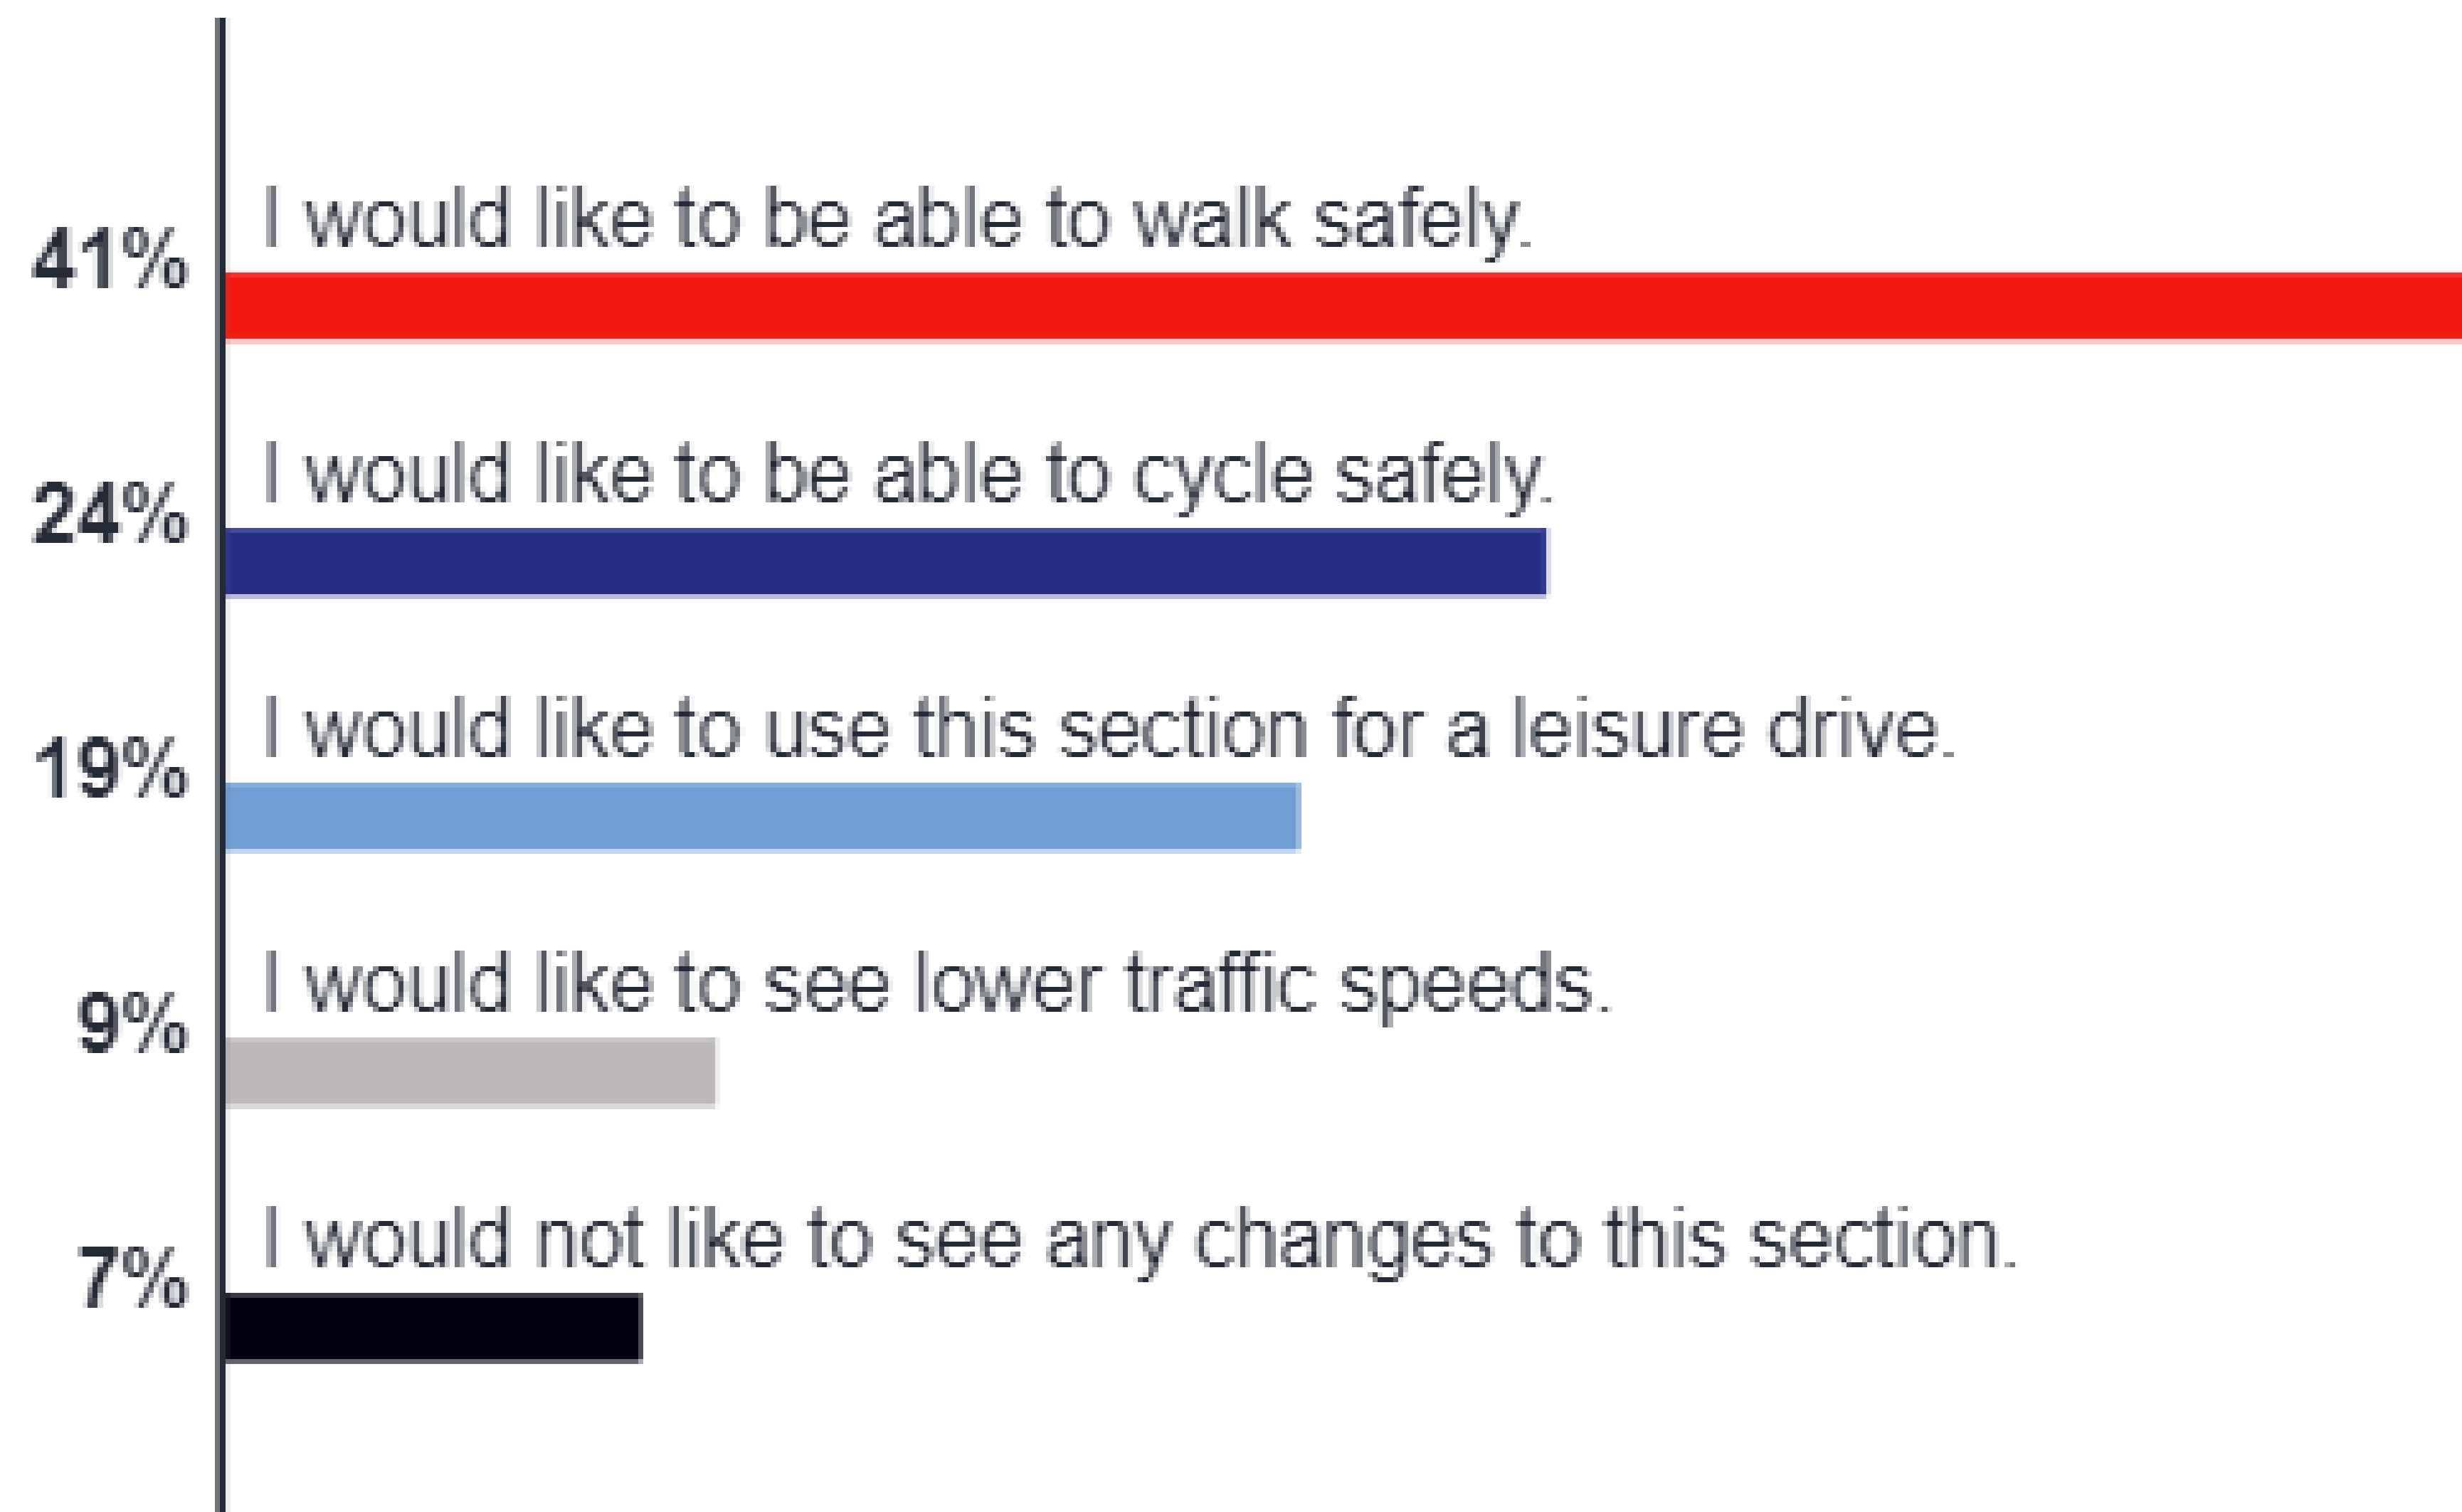 I would like to be able to walk safely.
41%
I would like to be able to cycle safely.
24%
I would like to use this section for a leisure drive.
19%
I would like to see lower traffic speeds.
9%
I would not like to see any changes to this section.
7%